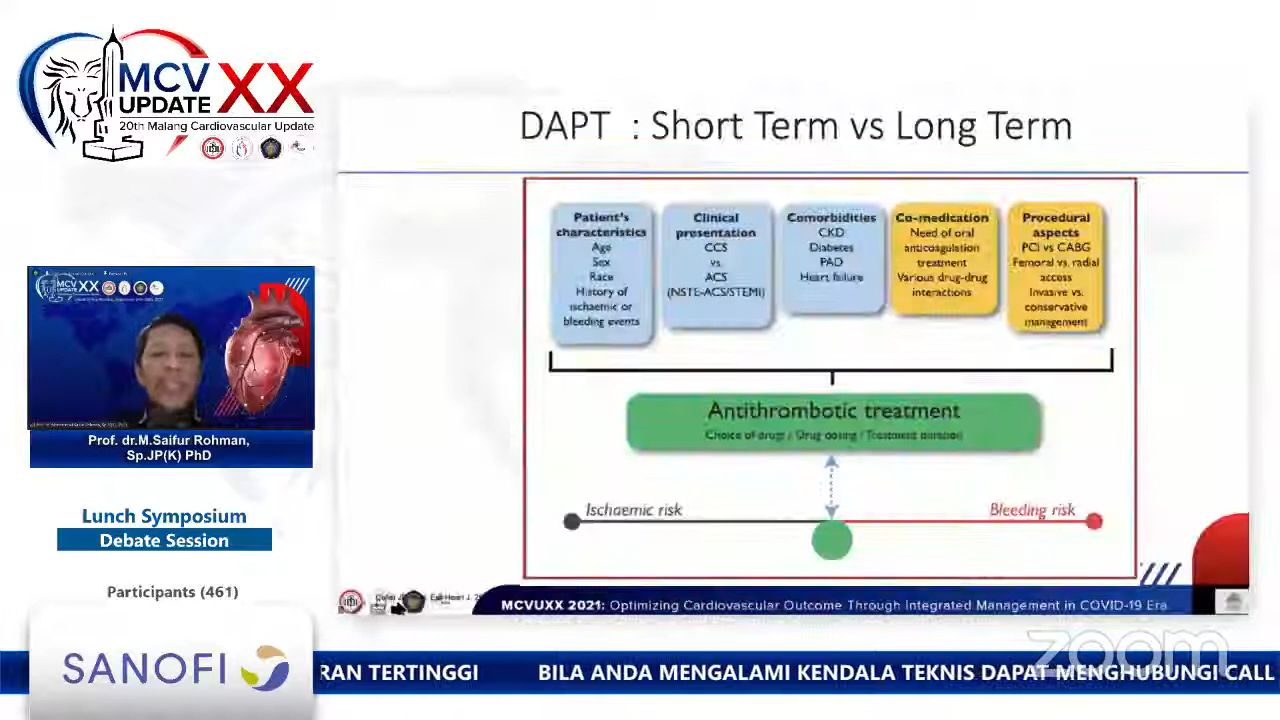 MCV
UPDATE
XX
20th Malang Cardiovascular Update
MCV
UPDATE XX
Prof. dr.M.Saifur Rohman,
Sp.JP(K) PhD
Lunch Symposium
Debate Session
Participants (461)
SANOFI
DAPT : Short Term vs Long Term
Patient's
characteristics
Age
Sex
Race
History of
ischaemic or
bleeding events
Clinical
presentation
CCS
vs.
ACS
(NSTE-ACS/STEMI)
Comorbidities
CKD
Diabetes
PAD
Heart failure
Co-medication
Need of oral
anticoagulation
treatment
Various drug-drug
interactions
Procedural
aspects
PCI vs CABG
Femoral vs. radial
access
Invasive vs.
conservative
management
Antithrombotic treatment
Choice of drugs / Drug dosing / Treatment duration
Ischaemic risk
Bleeding risk
MCVUXX 2021: Optimizing Cardiovascular Outcome Through Integrated Management in COVID-19 Era
zoom
RAN TERTINGGI BILA ANDA MENGALAMI KENDALA TEKNIS DAPAT MENGHUBUNGI CALL